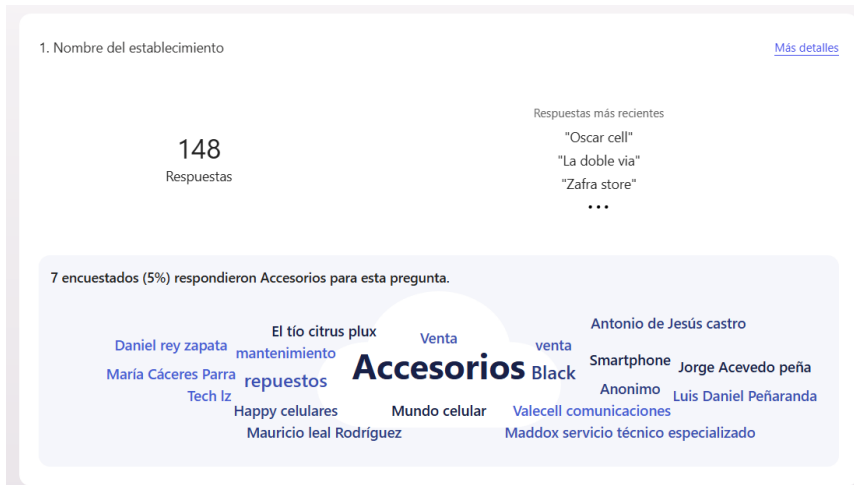 1. Nombre del establecimiento
Más detalles
148
Respuestas
Respuestas más recientes
"Oscar cell"
"La doble via"
"Zafra store"
...
7 encuestados (5%) respondieron Accesorios para esta pregunta.
Antonio de Jesús castro
El tío citrus plux
Venta
Daniel rey zapata
venta
mantenimiento
Smartphone
Accesorios
Jorge Acevedo peña
María Cáceres Parra
Black
repuestos
Anonimo
Tech lz
Luis Daniel Peñaranda
Happy celulares
Mundo celular
Valecell comunicaciones
Mauricio leal Rodríguez
Maddox servicio técnico especializado